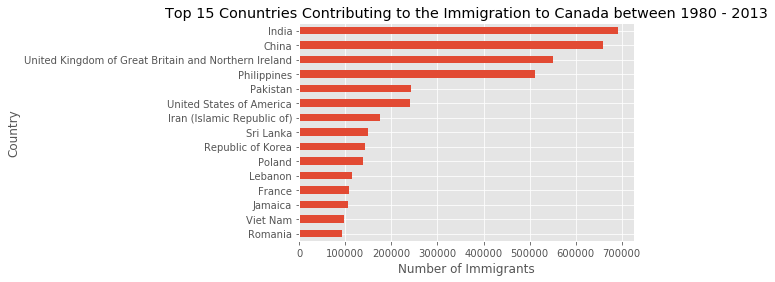 Top 15 Conuntries Contributing to the Immigration to Canada between 1980 - 2013
India
China
United Kingdom of Great Britain and Northern Ireland
Philippines
Pakistan
United States of America
Iran (Islamic Republic of)
Sri Lanka
Republic of Korea
Poland
Lebanon
France
Jamaica
Viet Nam
Romania
Country
0 100000 200000 300000 400000 500000 600000 700000
Number of Immigrants